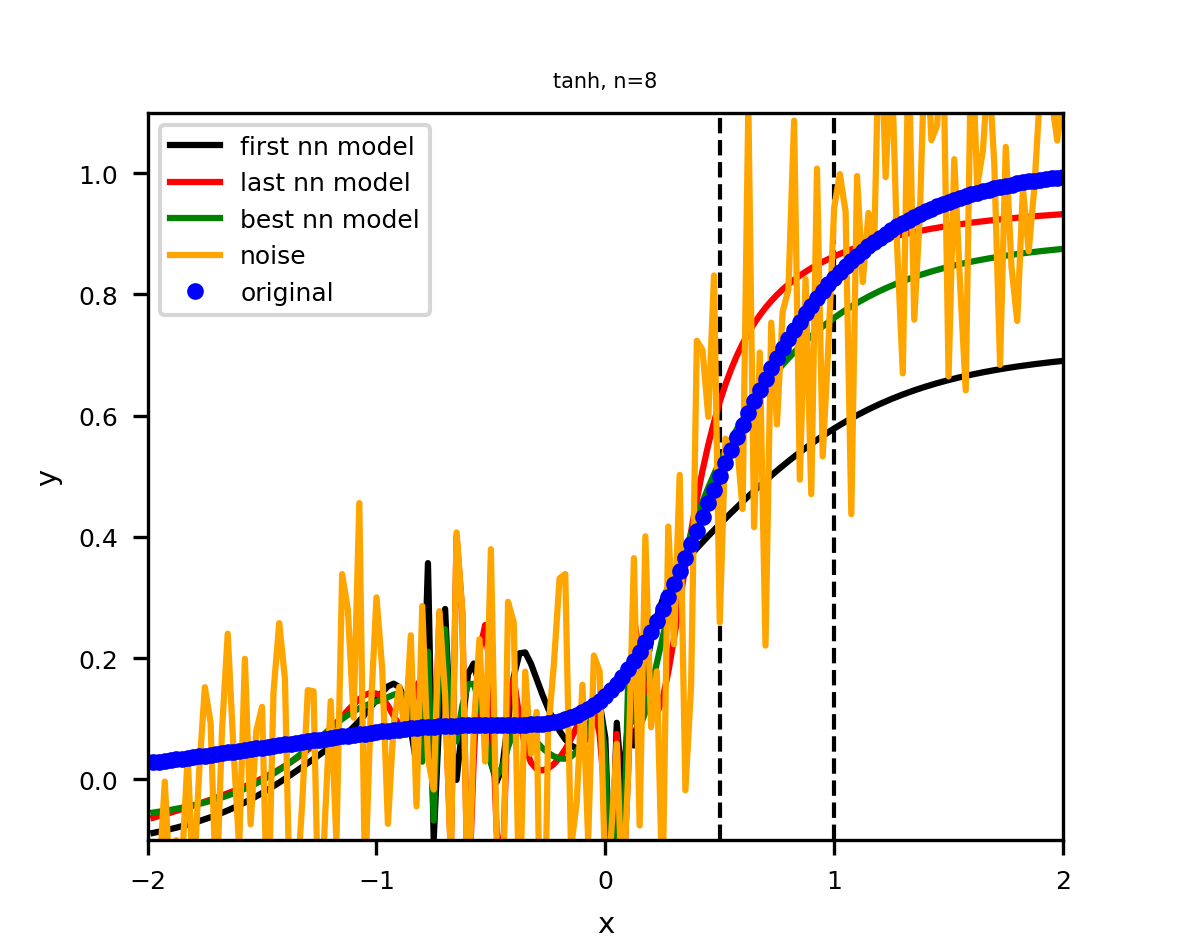 tanh, n=8
first nn model
last nn model
best nn model
noise
original
1.0
0.8
0.6
0.4
0.2
0.0
y
−2
−1
0
1
2
x